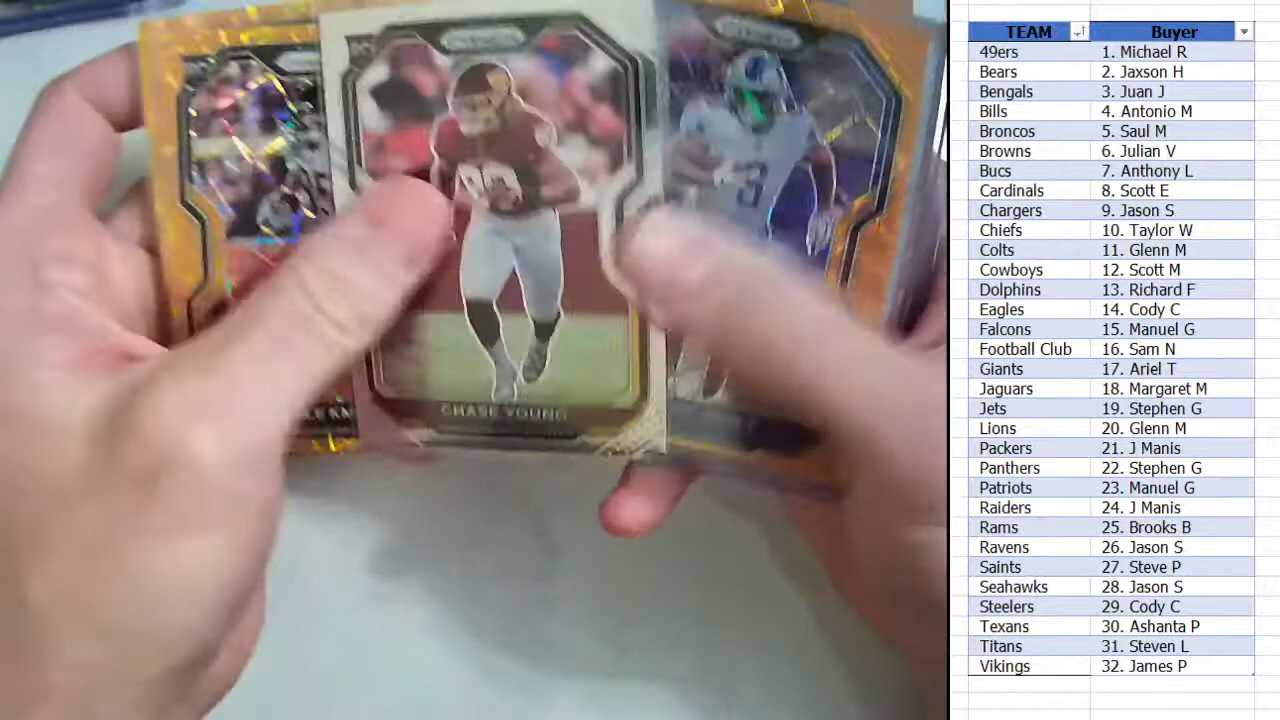 PRIZM
PRIZM
CHASE YOUNG
TEAM Buyer
49ers 1. Michael R
Bears 2. Jaxson H
Bengals 3. Juan J
Bills 4. Antonio M
Broncos 5. Saul M
Browns 6. Julian V
Bucs 7. Anthony L
Cardinals 8. Scott E
Chargers 9. Jason S
Chiefs 10. Taylor W
Colts 11. Glenn M
Cowboys 12. Scott M
Dolphins 13. Richard F
Eagles 14. Cody C
Falcons 15. Manuel G
Football Club 16. Sam N
Giants 17. Ariel T
Jaguars 18. Margaret M
Jets 19. Stephen G
Lions 20. Glenn M
Packers 21. J Manis
Panthers 22. Stephen G
Patriots 23. Manuel G
Raiders 24. J Manis
Rams 25. Brooks B
Ravens 26. Jason S
Saints 27. Steve P
Seahawks 28. Jason S
Steelers 29. Cody C
Texans 30. Ashanta P
Titans 31. Steven L
Vikings 32. James P